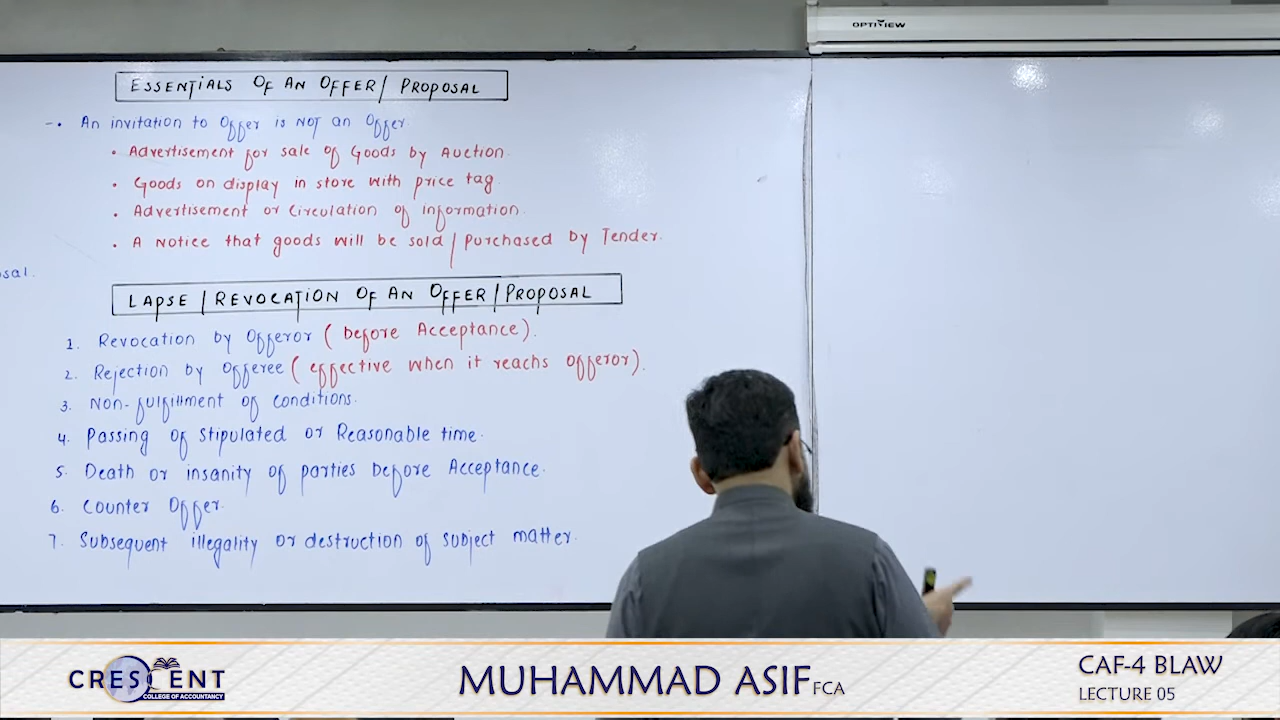 OPTIVIEW
ESSENTIALS OF AN OFFER/ PROPOSAL
-• An invitation to Offer is NOT an Offer.
• Advertisement for sale of Goods by Auction.
• Goods on display in store with price tag.
• Advertisement or Circulation of information.
• A Notice that goods will be sold/purchased by Tender.
LAPSE/REVOCATION OF AN OFFER/PROPOSAL
1. Revocation by Offeror (before Acceptance).
2. Rejection by Offeree (effective when it reachs offeror).
3. Non-fulfillment of conditions.
4. Passing of stipulated or Reasonable time.
5. Death or insanity of parties before Acceptance.
6. Counter Offer.
7. Subsequent illegality or destruction of subject matter.
CRESCENT
COLLEGE OF ACCOUNTANCY
MUHAMMAD ASIF FCA
CAF-4 BLAW
LECTURE 05